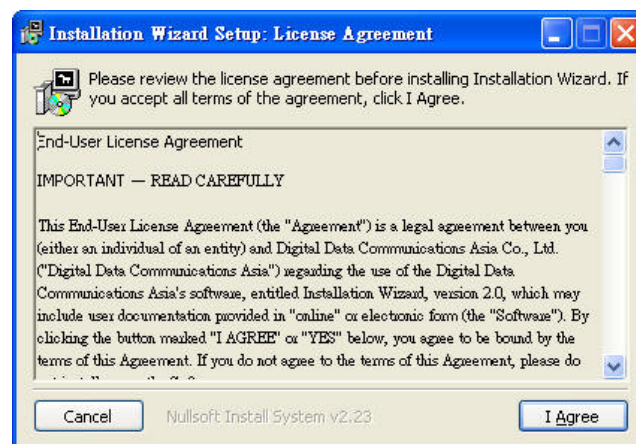 Installation Wizard Setup: License Agreement
Please review the license agreement before installing Installation Wizard. If
you accept all terms of the agreement, click I Agree.
End-User License Agreement
IMPORTANT — READ CAREFULLY
This End-User License Agreement (the "Agreement") is a legal agreement between you
(either an individual of an entity) and Digital Data Communications Asia Co., Ltd.
("Digital Data Communications Asia") regarding the use of the Digital Data
Communications Asia's software, entitled Installation Wizard, version 2.0, which may
include user documentation provided in "online" or electronic form (the "Software"). By
clicking the button marked "I AGREE" or "YES" below, you agree to be bound by the
terms of this Agreement. If you do not agree to the terms of this Agreement, please do
Cancel
Nullsoft Install System v2.23
I Agree